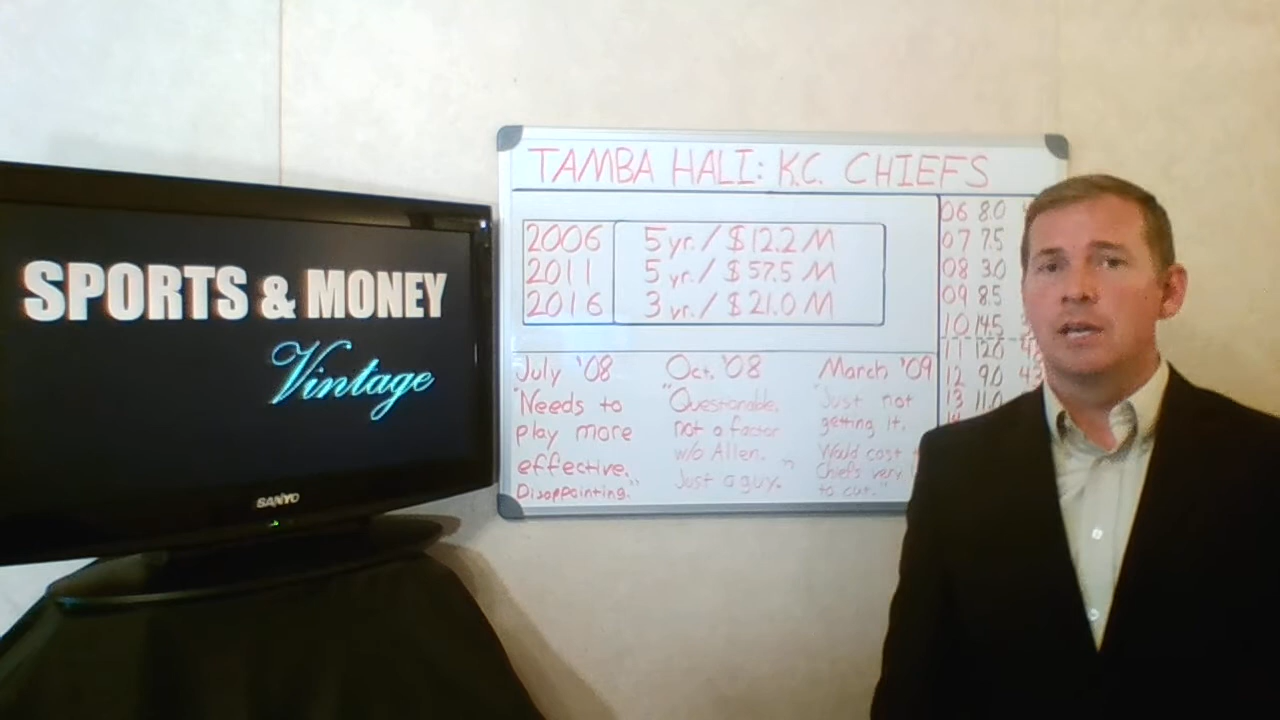 SPORTS & MONEY
Vintage
SANYO
TAMBA HALI: K.C. CHIEFS
2006 5 yr. / $12.2 M
2011 5 yr. / $57.5 M
2016 3 yr. / $21.0 M
July '08
"Needs to
play more
effective.
Disappointing."
Oct. '08
"Questionable,
not a factor
w/o Allen.
Just a guy."
March '09
"Just not
getting it.
Would cost
Chiefs very
to cut."
06 8.0
07 7.5
08 3.0
09 8.5
10 14.5
11 12.0
12 9.0
13 11.0